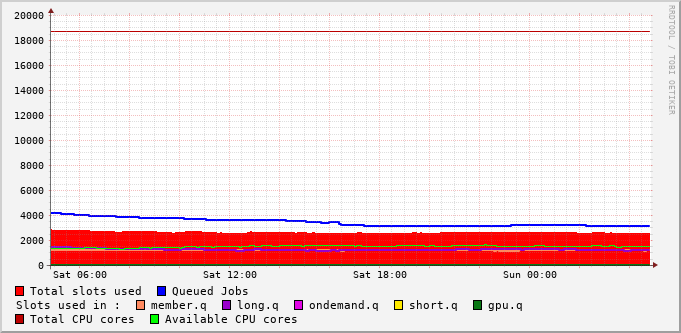 RRDTOOL / TOBI OETIKER
20000
18000
16000
14000
12000
10000
8000
6000
4000
2000
0
Sat 06:00 Sat 12:00 Sat 18:00 Sun 00:00
Total slots used Queued Jobs
Slots used in : member.q long.q ondemand.q short.q gpu.q
Total CPU cores Available CPU cores